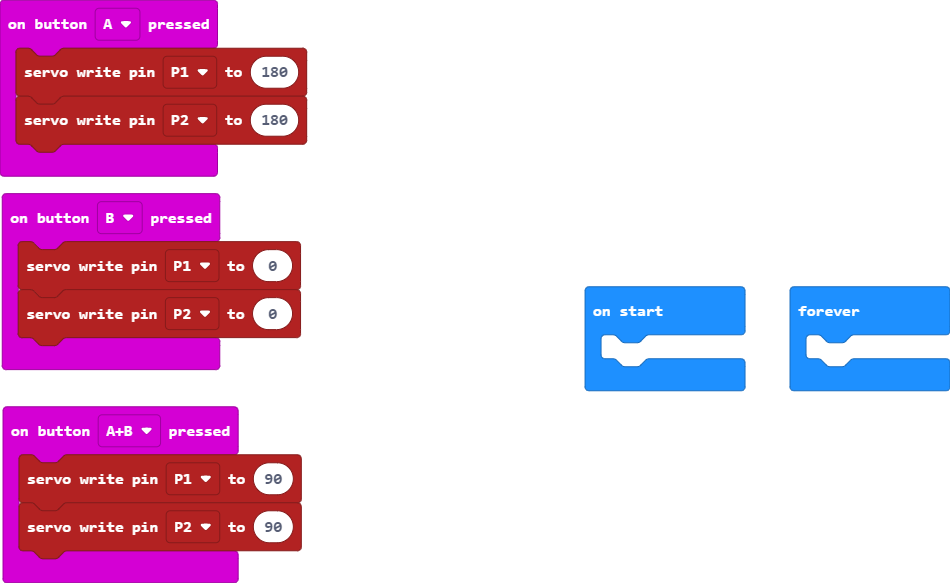 on button A pressed
servo write pin P1 to 180
servo write pin P2 to 180
on button B pressed
servo write pin P1 to 0
servo write pin P2 to 0
on start
forever
on button A+B pressed
servo write pin P1 to 90
servo write pin P2 to 90